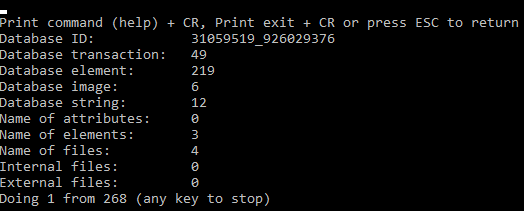 Print command (help) + CR, Print exit + CR or press ESC to return
Database ID: 31059519_926029376
Database transaction: 49
Database element: 219
Database image: 6
Database string: 12
Name of attributes: 0
Name of elements: 3
Name of files: 4
Internal files: 0
External files: 0
Doing 1 from 268 (any key to stop)